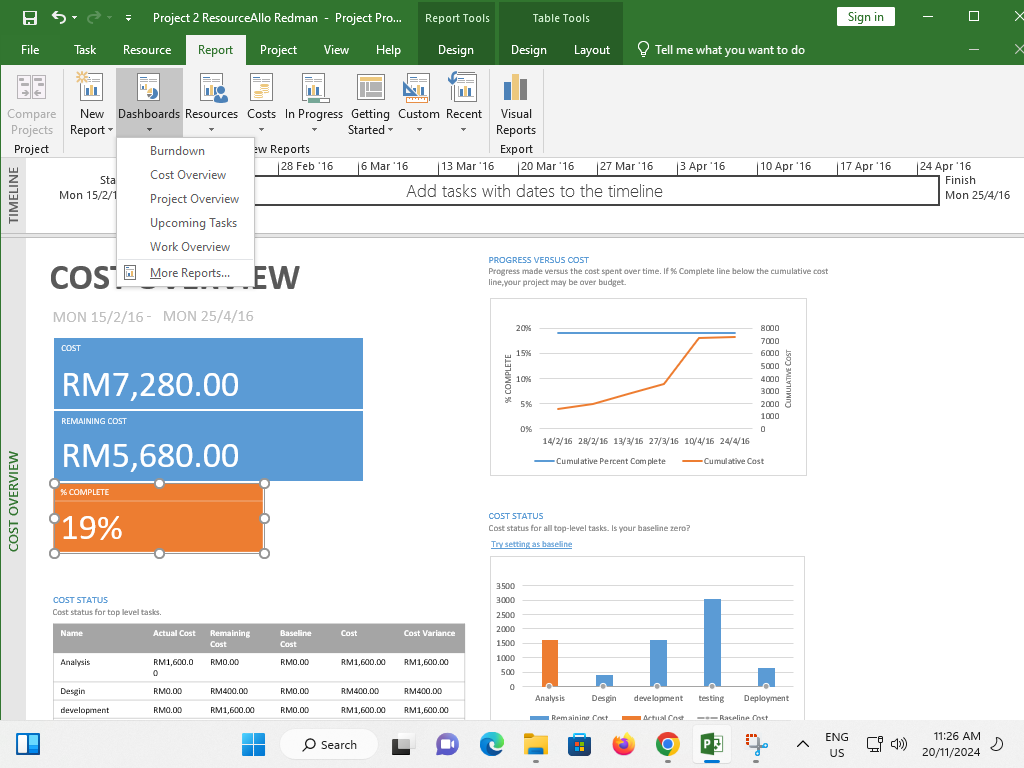 Project 2 ResourceAllo Redman - Project Pro...
Report Tools
Table Tools
Sign in
File
Task
Resource
Report
Project
View
Help
Design
Design
Layout
Tell me what you want to do
Compare Projects
New Report
Dashboards
Resources
Costs
In Progress
Getting Started
Custom
Recent
Visual Reports
Project
ew Reports
Export
Burndown
Cost Overview
Project Overview
Upcoming Tasks
Work Overview
More Reports...
TIMELINE
Sta
Mon 15/2/1
28 Feb '16
6 Mar '16
13 Mar '16
20 Mar '16
27 Mar '16
3 Apr '16
10 Apr '16
17 Apr '16
24 Apr '16
Add tasks with dates to the timeline
Finish
Mon 25/4/16
COST OVERVIEW
COST OVERVIEW
MON 15/2/16 - MON 25/4/16
COST
RM7,280.00
REMAINING COST
RM5,680.00
% COMPLETE
19%
COST STATUS
Cost status for top level tasks.
Name Actual Cost Remaining Cost Baseline Cost Cost Cost Variance
Analysis RM1,600.00 RM0.00 RM0.00 RM1,600.00 RM1,600.00
Desgin RM0.00 RM400.00 RM0.00 RM400.00 RM400.00
development RM0.00 RM1,600.00 RM0.00 RM1,600.00 RM1,600.00
PROGRESS VERSUS COST
Progress made versus the cost spent over time. If % Complete line below the cumulative cost
line,your project may be over budget.
% COMPLETE
20%
15%
10%
5%
0%
8000
7000
6000
5000
4000
3000
2000
1000
0
CUMULATIVE COST
14/2/16 28/2/16 13/3/16 27/3/16 10/4/16 24/4/16
Cumulative Percent Complete Cumulative Cost
COST STATUS
Cost status for all top-level tasks. Is your baseline zero?
Try setting as baseline
3500
3000
2500
2000
1500
1000
500
0
Analysis Desgin development testing Deployment
Remaining Cost Actual Cost Baseline Cost
Search
ENG
US
11:26 AM
20/11/2024